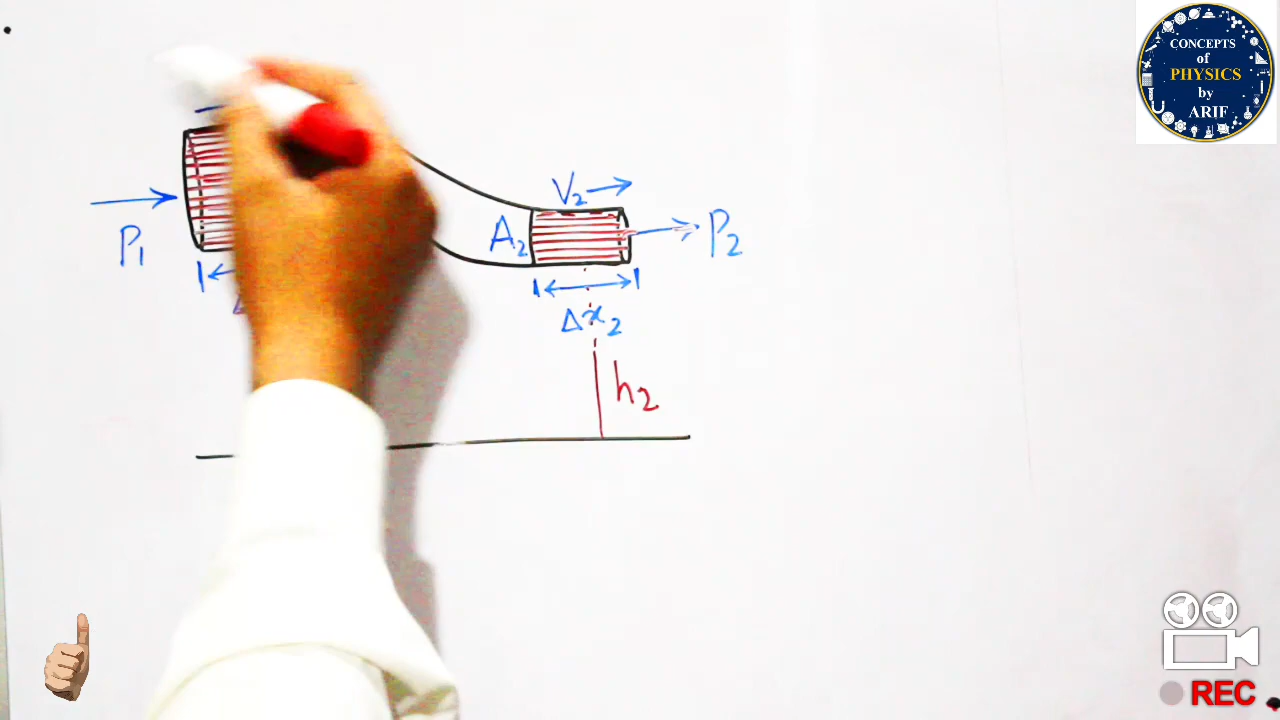 CONCEPTS
of
PHYSICS
by
ARIF
V₂
P₁
A₂
P₂
Δx₂
h₂
REC